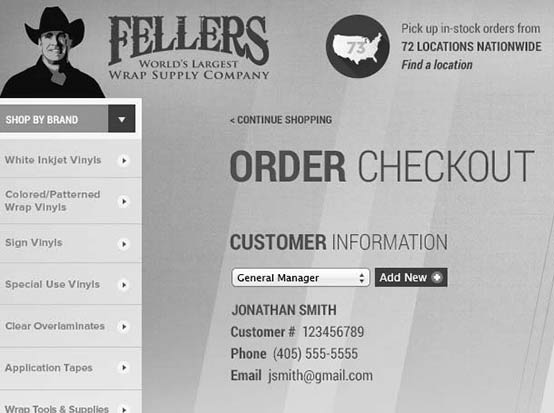 FELLERS
WORLD'S LARGEST
WRAP SUPPLY COMPANY
73
Pick up in-stock orders from
72 LOCATIONS NATIONWIDE
Find a location
SHOP BY BRAND
White Inkjet Vinyls
Colored/Patterned
Wrap Vinyls
Sign Vinyls
Special Use Vinyls
Clear Overlaminates
Application Tapes
Wrap Tools & Supplies
< CONTINUE SHOPPING
ORDER CHECKOUT
CUSTOMER INFORMATION
General Manager
Add New
JONATHAN SMITH
Customer # 123456789
Phone (405) 555-5555
Email jsmith@gmail.com